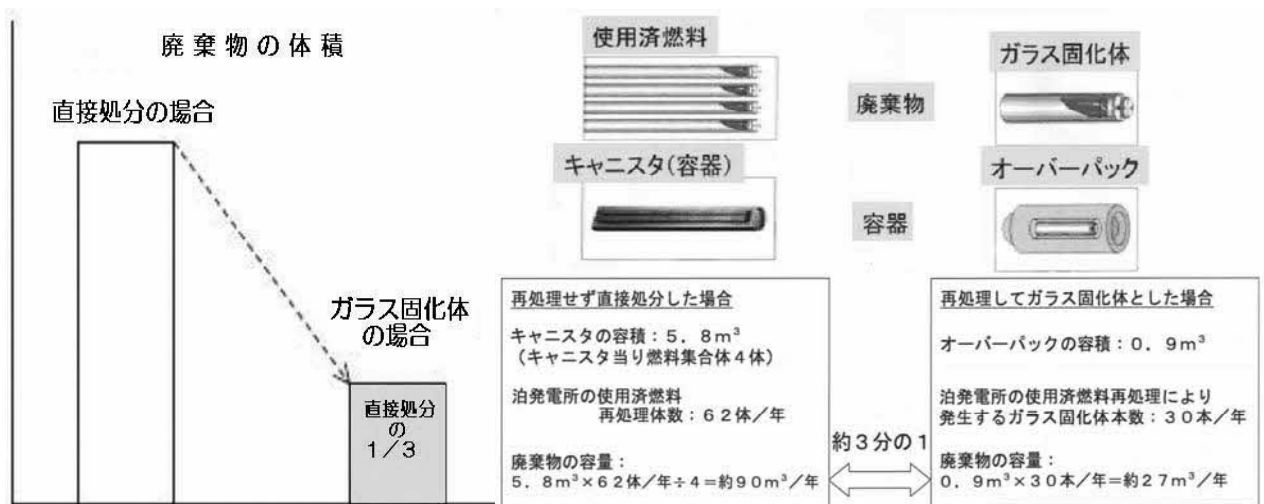 廃棄物の体積
直接処分の場合
ガラス固化体
の場合
直接処分
の
1／3
使用済燃料
キャニスタ(容器)
廃棄物
容器
ガラス固化体
オーバーパック
再処理せず直接処分した場合
キャニスタの容積：５．８ｍ³
（キャニスタ当り燃料集合体４体）
泊発電所の使用済燃料
再処理体数：６２体／年
廃棄物の容量：
５．８ｍ³×６２体／年÷４＝約９０ｍ³／年
約３分の１
再処理してガラス固化体とした場合
オーバーパックの容積：０．９ｍ³
泊発電所の使用済燃料再処理により
発生するガラス固化体本数：３０本／年
廃棄物の容量：
０．９ｍ³×３０本／年＝約２７ｍ³／年